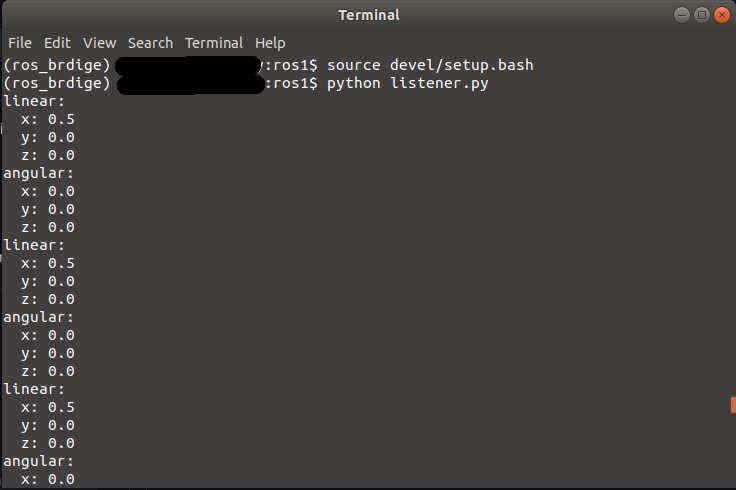 Terminal
File Edit View Search Terminal Help
(ros_brdige) :ros1$ source devel/setup.bash
(ros_brdige) :ros1$ python listener.py
linear:
  x: 0.5
  y: 0.0
  z: 0.0
angular:
  x: 0.0
  y: 0.0
  z: 0.0
linear:
  x: 0.5
  y: 0.0
  z: 0.0
angular:
  x: 0.0
  y: 0.0
  z: 0.0
linear:
  x: 0.5
  y: 0.0
  z: 0.0
angular:
  x: 0.0